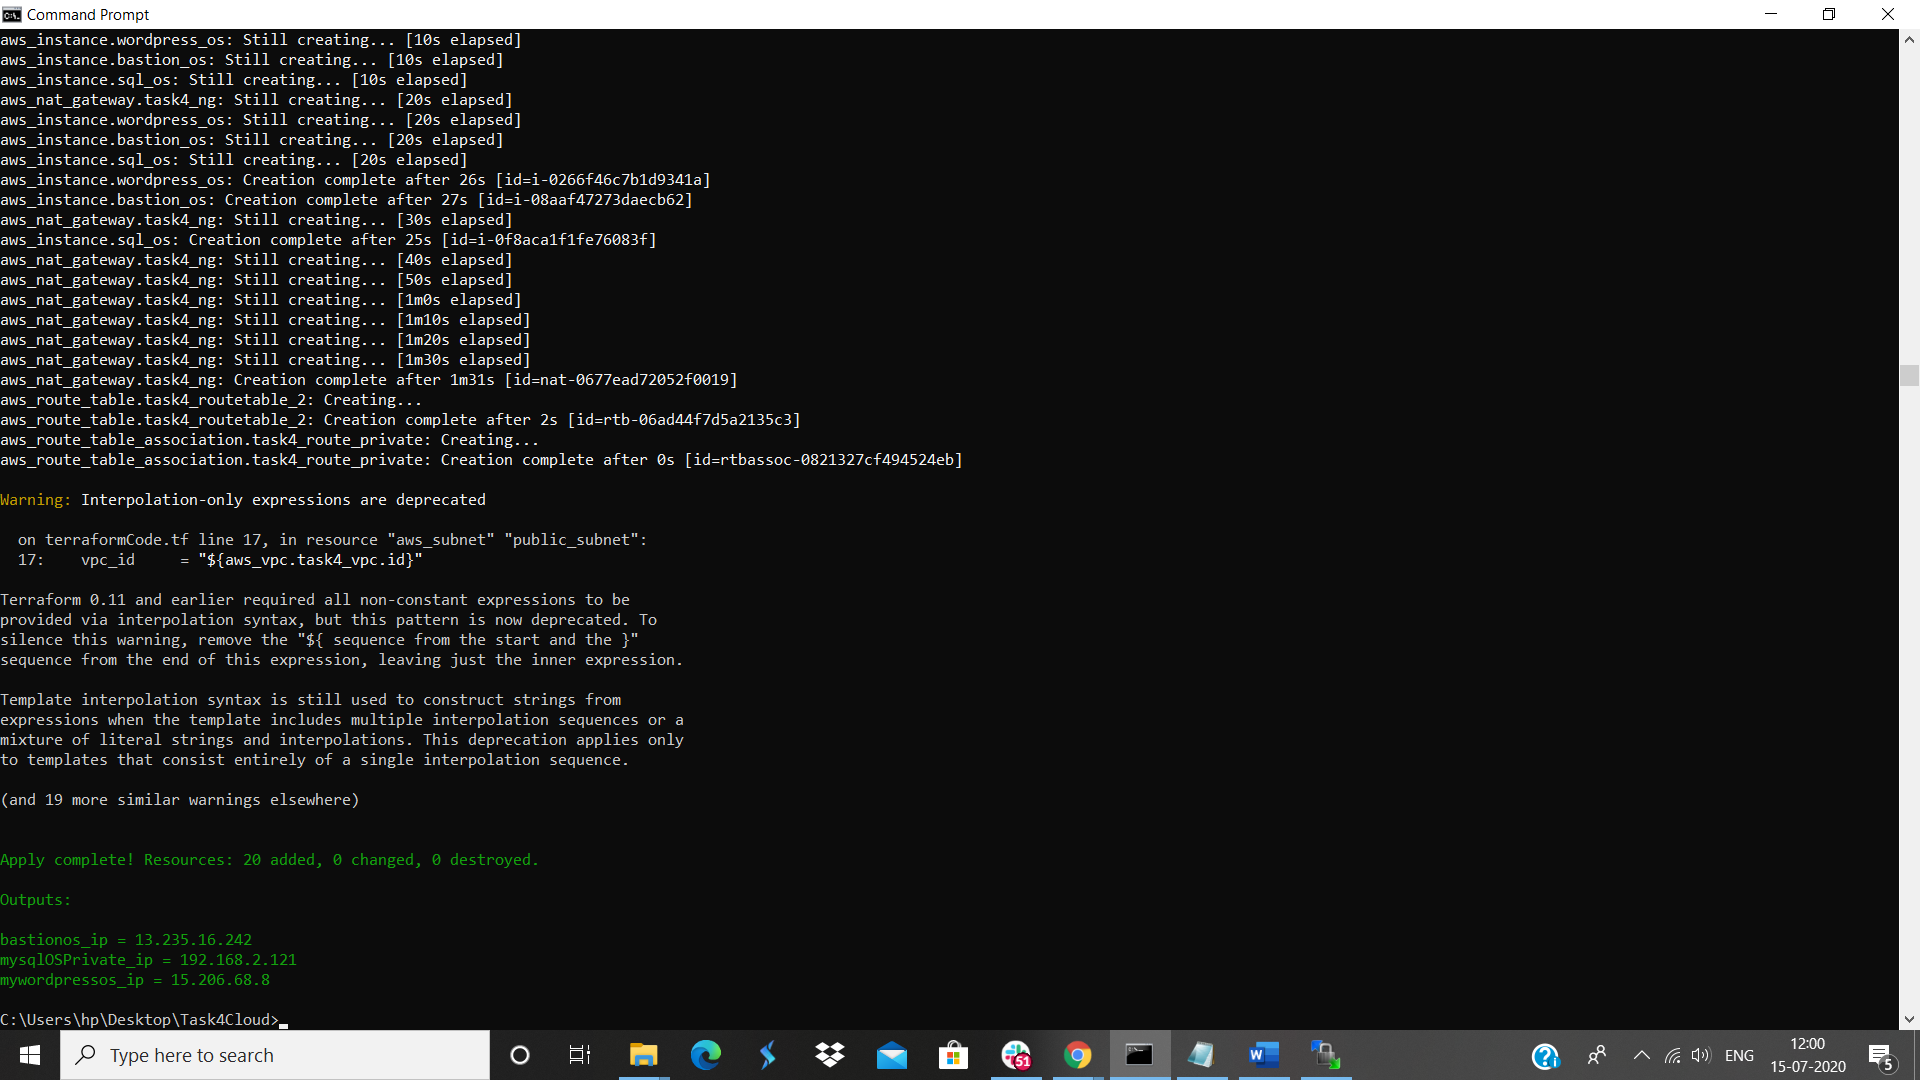 Command Prompt
aws_instance.wordpress_os: Still creating... [10s elapsed]
aws_instance.bastion_os: Still creating... [10s elapsed]
aws_instance.sql_os: Still creating... [10s elapsed]
aws_nat_gateway.task4_ng: Still creating... [20s elapsed]
aws_instance.wordpress_os: Still creating... [20s elapsed]
aws_instance.bastion_os: Still creating... [20s elapsed]
aws_instance.sql_os: Still creating... [20s elapsed]
aws_instance.wordpress_os: Creation complete after 26s [id=i-0266f46c7b1d9341a]
aws_instance.bastion_os: Creation complete after 27s [id=i-08aaf47273daecb62]
aws_nat_gateway.task4_ng: Still creating... [30s elapsed]
aws_instance.sql_os: Creation complete after 25s [id=i-0f8aca1f1fe76083f]
aws_nat_gateway.task4_ng: Still creating... [40s elapsed]
aws_nat_gateway.task4_ng: Still creating... [50s elapsed]
aws_nat_gateway.task4_ng: Still creating... [1m0s elapsed]
aws_nat_gateway.task4_ng: Still creating... [1m10s elapsed]
aws_nat_gateway.task4_ng: Still creating... [1m20s elapsed]
aws_nat_gateway.task4_ng: Still creating... [1m30s elapsed]
aws_nat_gateway.task4_ng: Creation complete after 1m31s [id=nat-0677ead72052f0019]
aws_route_table.task4_routetable_2: Creating...
aws_route_table.task4_routetable_2: Creation complete after 2s [id=rtb-06ad44f7d5a2135c3]
aws_route_table_association.task4_route_private: Creating...
aws_route_table_association.task4_route_private: Creation complete after 0s [id=rtbassoc-0821327cf494524eb]
Warning: Interpolation-only expressions are deprecated
on terraformCode.tf line 17, in resource "aws_subnet" "public_subnet":
17: vpc_id = "${aws_vpc.task4_vpc.id}"
Terraform 0.11 and earlier required all non-constant expressions to be
provided via interpolation syntax, but this pattern is now deprecated. To
silence this warning, remove the "${ sequence from the start and the }"
sequence from the end of this expression, leaving just the inner expression.
Template interpolation syntax is still used to construct strings from
expressions when the template includes multiple interpolation sequences or a
mixture of literal strings and interpolations. This deprecation applies only
to templates that consist entirely of a single interpolation sequence.
(and 19 more similar warnings elsewhere)
Apply complete! Resources: 20 added, 0 changed, 0 destroyed.
Outputs:
bastionos_ip = 13.235.16.242
mysqlOSPrivate_ip = 192.168.2.121
mywordpressos_ip = 15.206.68.8
C:\Users\hp\Desktop\Task4Cloud>
Type here to search
51
ENG
12:00
15-07-2020
5